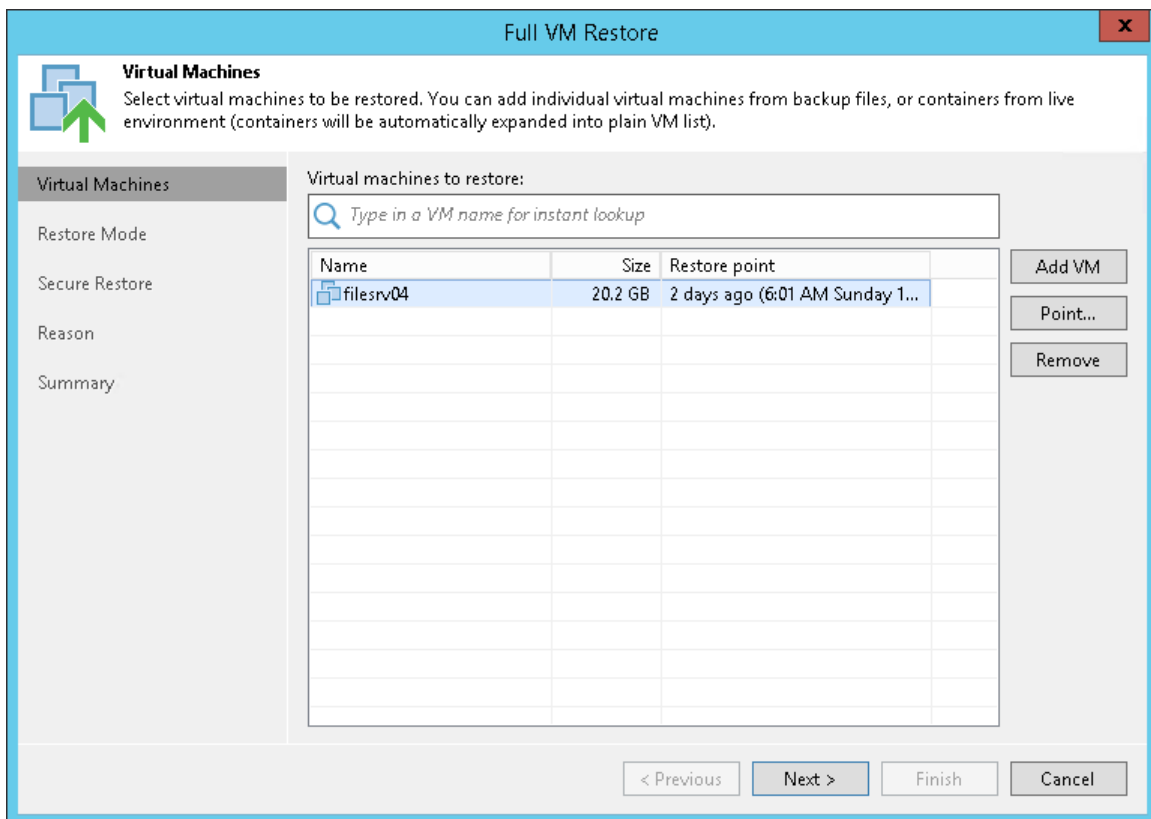 Full VM Restore
x
Virtual Machines
Select virtual machines to be restored. You can add individual virtual machines from backup files, or containers from live
environment (containers will be automatically expanded into plain VM list).
Virtual Machines
Restore Mode
Secure Restore
Reason
Summary
Virtual machines to restore:
Type in a VM name for instant lookup
Name Size Restore point
filesrv04 20.2 GB 2 days ago (6:01 AM Sunday 1...
Add VM
Point...
Remove
< Previous Next > Finish Cancel